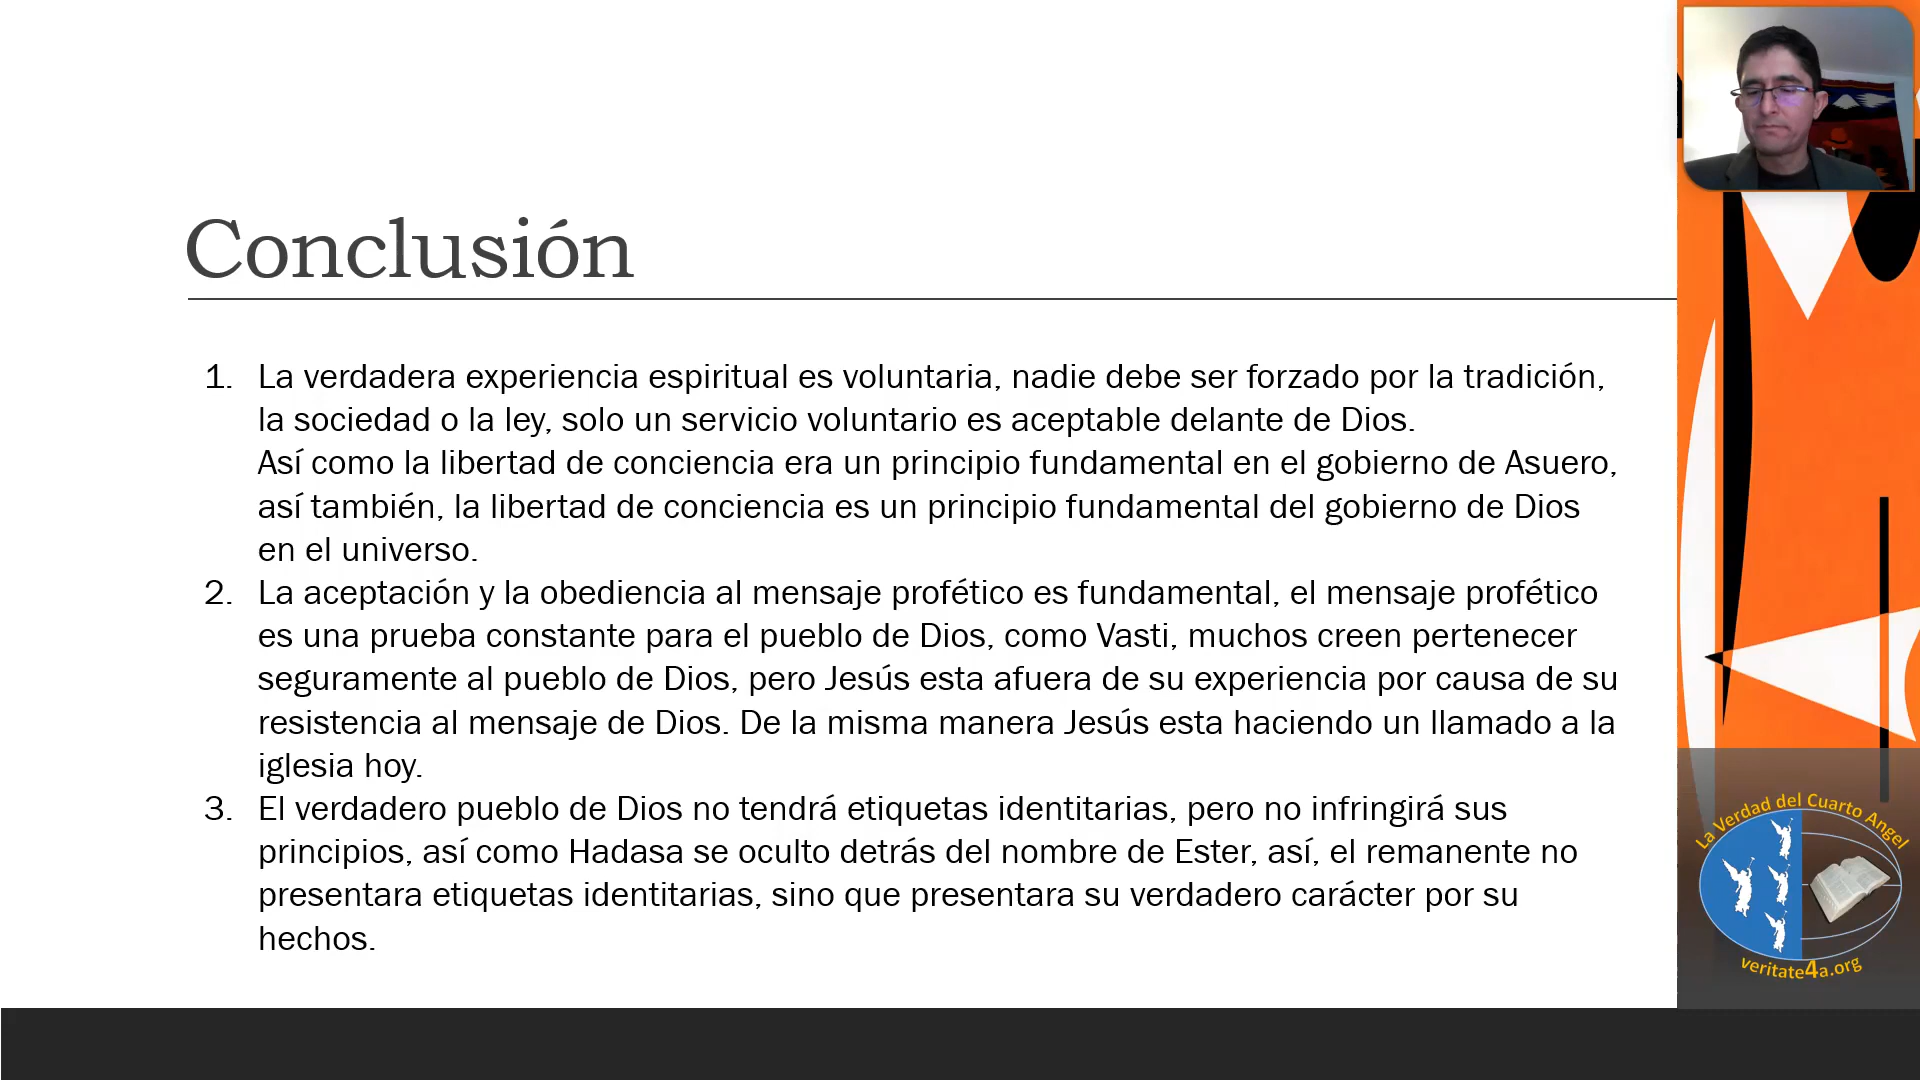 Conclusión
1. La verdadera experiencia espiritual es voluntaria, nadie debe ser forzado por la tradición,
la sociedad o la ley, solo un servicio voluntario es aceptable delante de Dios.
Así como la libertad de conciencia era un principio fundamental en el gobierno de Asuero,
así también, la libertad de conciencia es un principio fundamental del gobierno de Dios
en el universo.
2. La aceptación y la obediencia al mensaje profético es fundamental, el mensaje profético
es una prueba constante para el pueblo de Dios, como Vasti, muchos creen pertenecer
seguramente al pueblo de Dios, pero Jesús esta afuera de su experiencia por causa de su
resistencia al mensaje de Dios. De la misma manera Jesús esta haciendo un llamado a la
iglesia hoy.
3. El verdadero pueblo de Dios no tendrá etiquetas identitarias, pero no infringirá sus
principios, así como Hadasa se oculto detrás del nombre de Ester, así, el remanente no
presentara etiquetas identitarias, sino que presentara su verdadero carácter por su
hechos.
La Verdad del Cuarto Angel
veritate4a.org